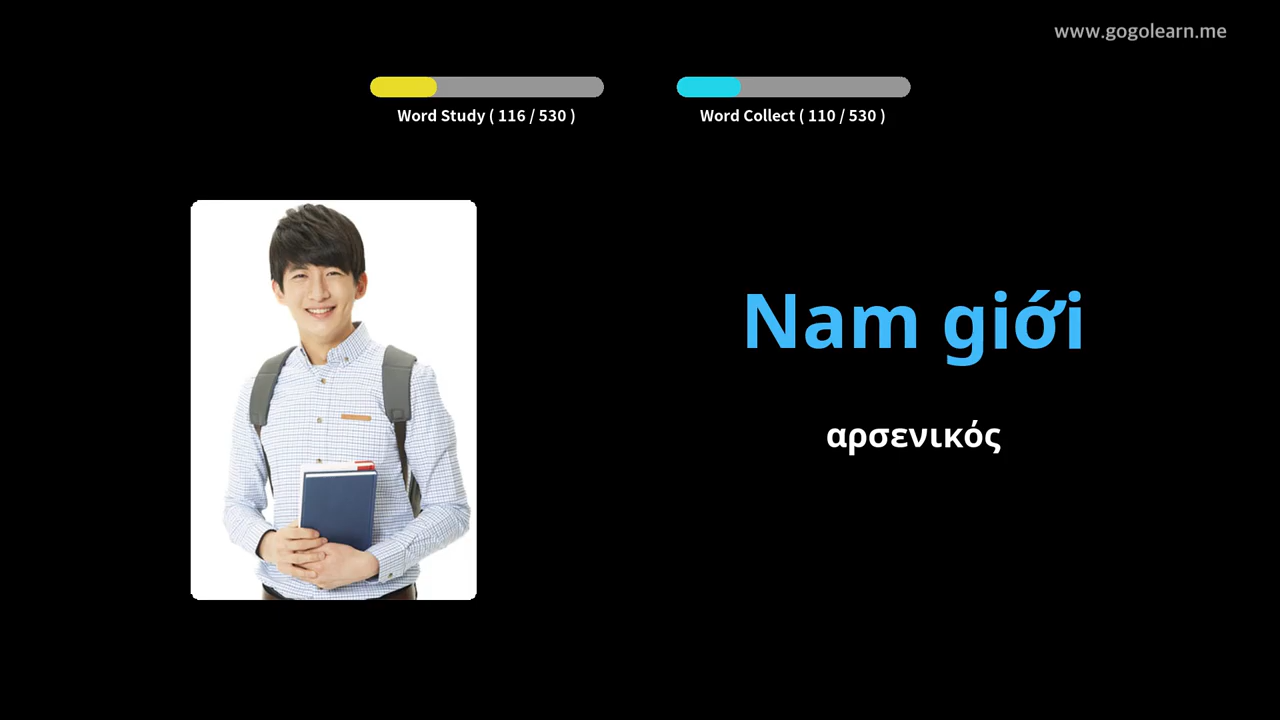 www.gogolearn.me
Word Study ( 116 / 530 )
Word Collect ( 110 / 530 )
Nam giới
αρσενικός